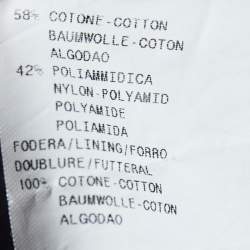 58% COTONE-COTTON
BAUMWOLLE-COTON
ALGODAO
42% POLIAMMIDICA
NYLON-POLYAMID
POLYAMIDE
POLIAMIDA
FODERA/LINING/FORRO
DOUBLURE/FUTTERAL
100% COTONE-COTTON
BAUMWOLLE-COTON
ALGODAO